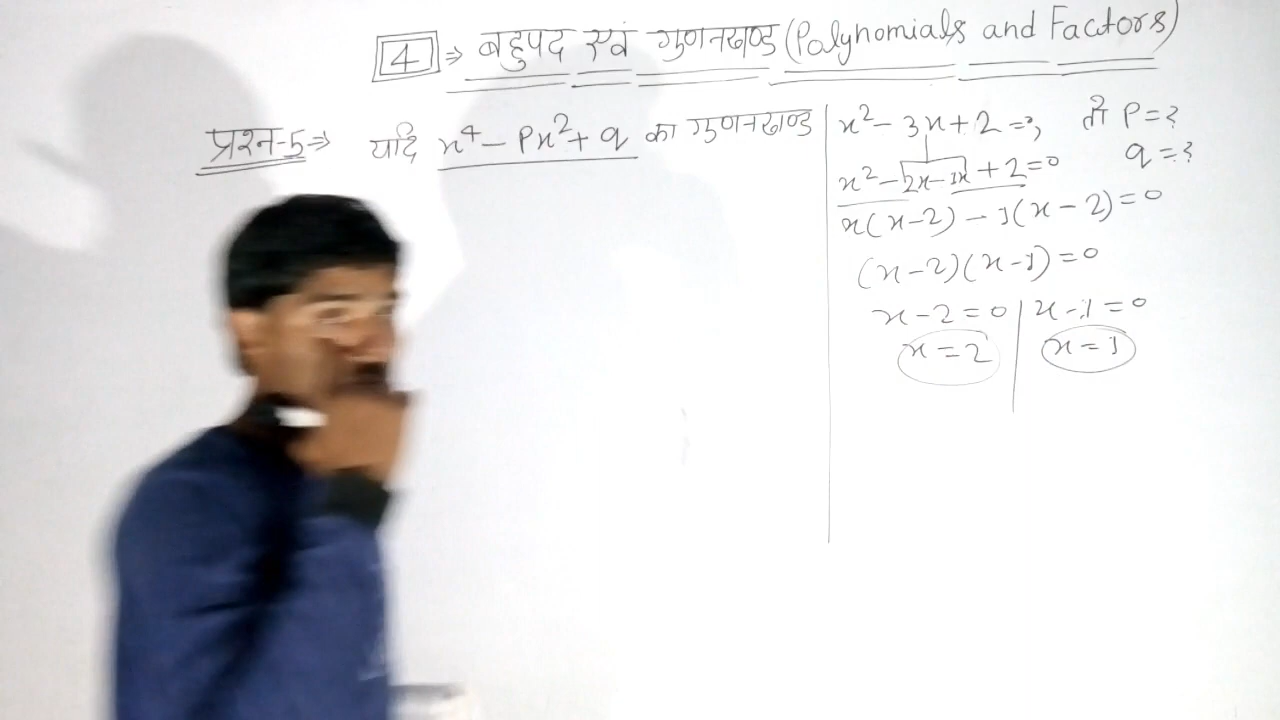 4 ⇒ बहुपद एवं गुणनखण्ड (Polynomials and Factors)
प्रश्न-5⇒ यदि x⁴ - Px² + q का गुणनखण्ड x² - 3x + 2 है, तो P = ?
q = ?
x² - 2x - 1x + 2 = 0
x(x-2) - 1(x-2) = 0
(x-2)(x-1) = 0
x-2 = 0 | x-1 = 0
x = 2 | x = 1